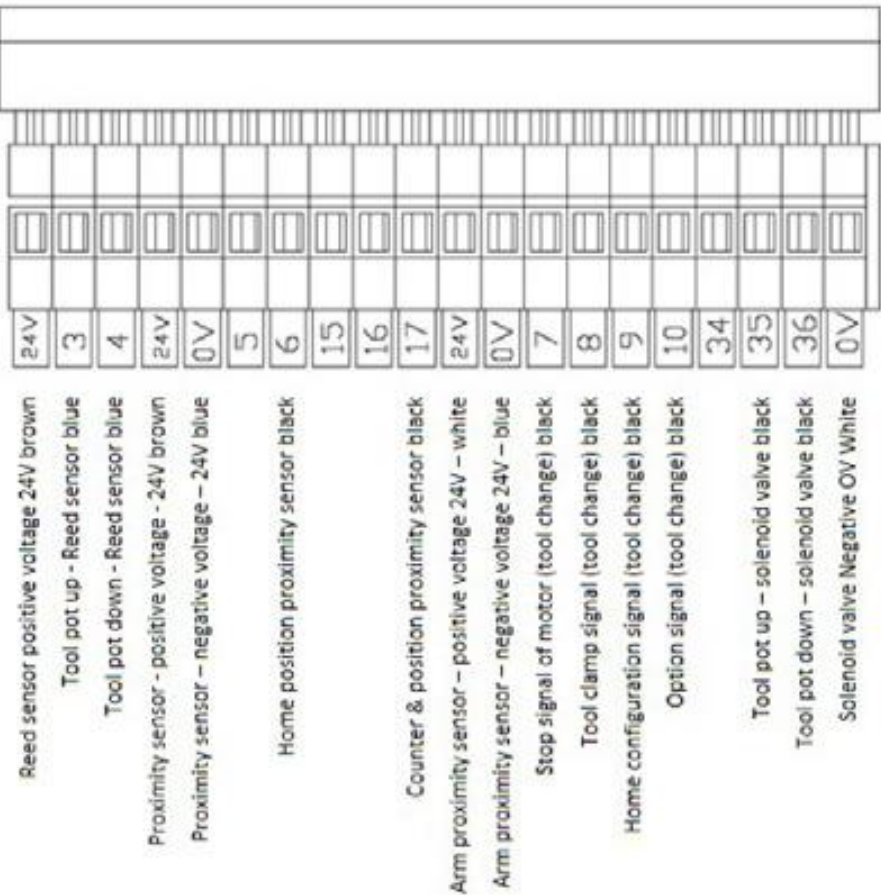 24V
3
4
24V
0V
5
6
15
16
17
24V
0V
7
8
9
10
34
35
36
0V
Reed sensor positive voltage 24V brown
Tool pot up - Reed sensor blue
Tool pot down - Reed sensor blue
Proximity sensor - positive voltage - 24V brown
Proximity sensor – negative voltage – 24V blue
Home position proximity sensor black
Counter & position proximity sensor black
Arm proximity sensor – positive voltage 24V – white
Arm proximity sensor – negative voltage 24V – blue
Stop signal of motor (tool change) black
Tool clamp signal (tool change) black
Home configuration signal (tool change) black
Option signal (tool change) black
Tool pot up – solenoid valve black
Tool pot down – solenoid valve black
Solenoid valve Negative OV White